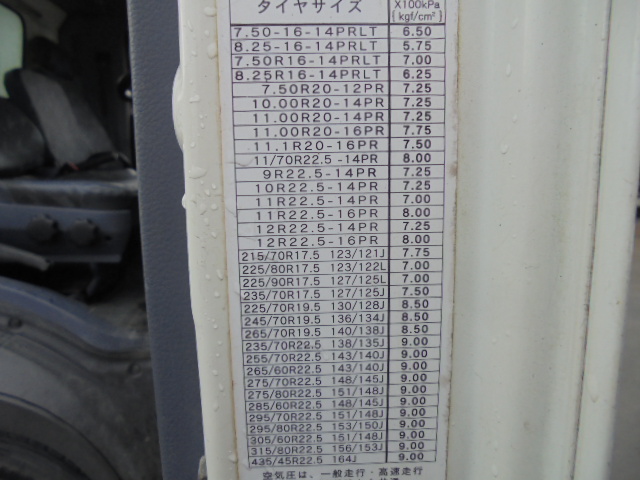 タイヤサイズ X100kPa
{kgf/cm²}
7.50-16-14PRLT 6.50
8.25-16-14PRLT 5.75
7.50R16-14PRLT 7.00
8.25R16-14PRLT 6.25
7.50R20-12PR 7.25
10.00R20-14PR 7.25
11.00R20-14PR 7.25
11.00R20-16PR 7.75
11.1R20-16PR 7.50
11/70R22.5 -14PR 8.00
9R22.5-14PR 7.25
10R22.5-14PR 7.25
11R22.5-14PR 7.00
11R22.5-16PR 8.00
12R22.5-14PR 7.25
12R22.5-16PR 8.00
215/70R17.5 123/121J 7.75
225/80R17.5 123/122L 7.00
225/90R17.5 127/125L 7.00
235/70R17.5 127/125J 7.50
225/70R19.5 130/128J 8.50
245/70R19.5 136/134J 8.50
265/70R19.5 140/138J 8.50
235/70R22.5 138/135J 9.00
255/70R22.5 143/140J 9.00
265/60R22.5 143/140J 9.00
275/70R22.5 148/145J 9.00
275/80R22.5 151/148J 9.00
285/60R22.5 148/145J 9.00
295/70R22.5 151/148J 9.00
295/80R22.5 153/150J 9.00
305/60R22.5 151/148J 9.00
315/80R22.5 156/153J 9.00
435/45R22.5 164J 9.00
空気圧は、一般走行・高速走行